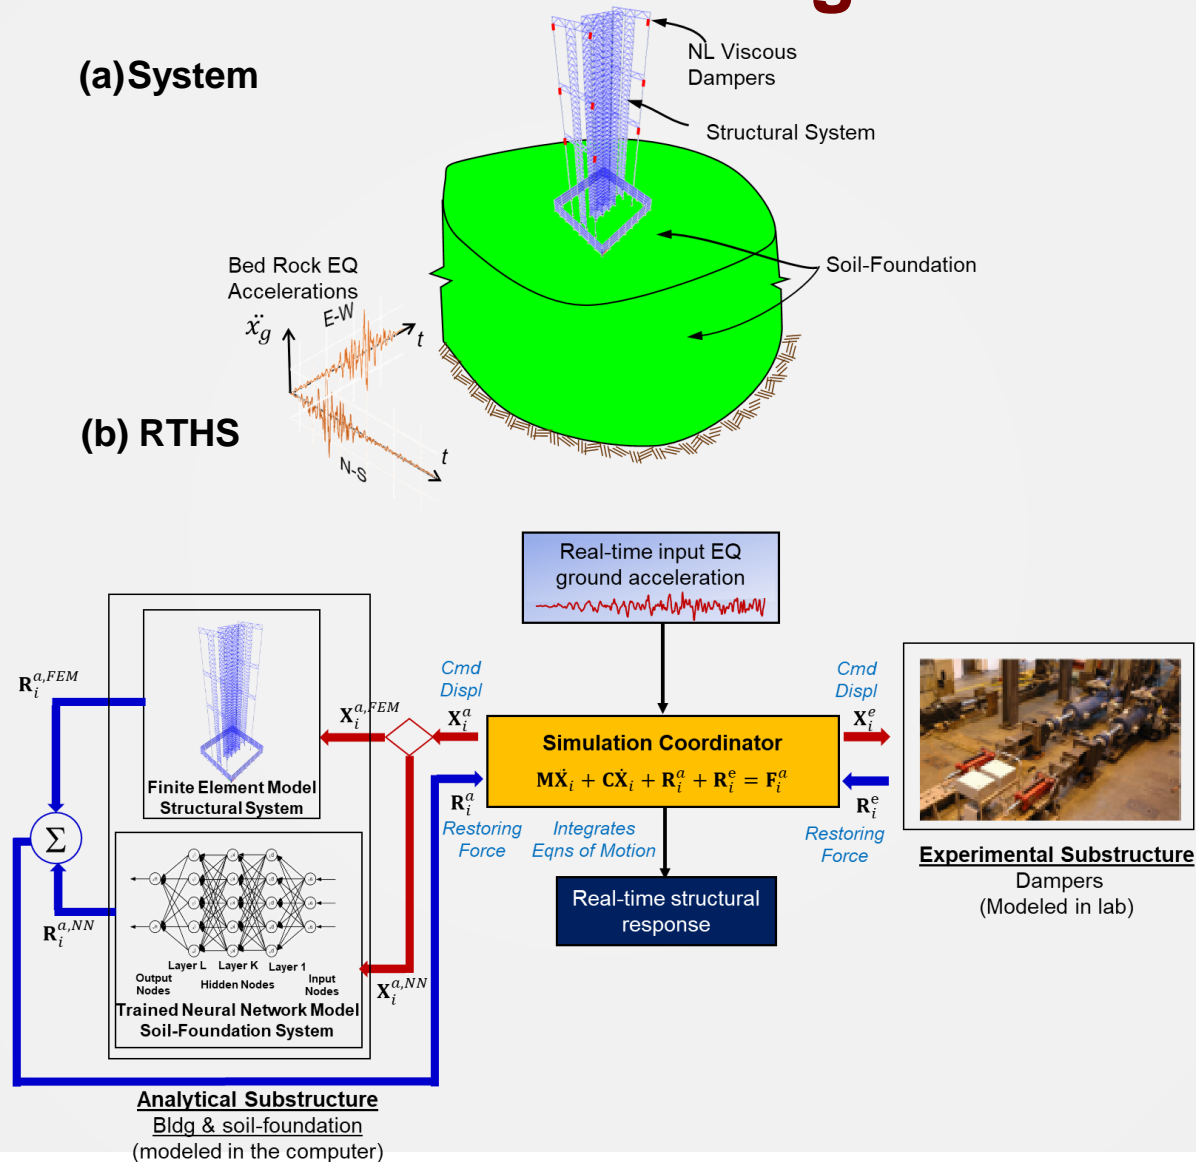 g
(a) System
NL Viscous
Dampers
Structural System
Soil-Foundation
Bed Rock EQ
Accelerations
ẍg
E-W
t
(b) RTHS
N-S
t
Real-time input EQ
ground acceleration
Cmd
Displ
X_i^a
X_i^{a,FEM}
R_i^{a,FEM}
Finite Element Model
Structural System
Σ
R_i^{a,NN}
Layer L Layer K Layer 1
Output
Nodes
Hidden Nodes
Input
Nodes
Trained Neural Network Model
Soil-Foundation System
X_i^{a,NN}
R_i^a
Restoring
Force
Simulation Coordinator
MẌ_i + CẊ_i + R_i^a + R_i^e = F_i^a
Integrates
Eqns of Motion
Real-time structural
response
Cmd
Displ
X_i^e
R_i^e
Restoring
Force
Experimental Substructure
Dampers
(Modeled in lab)
Analytical Substructure
Bldg & soil-foundation
(modeled in the computer)